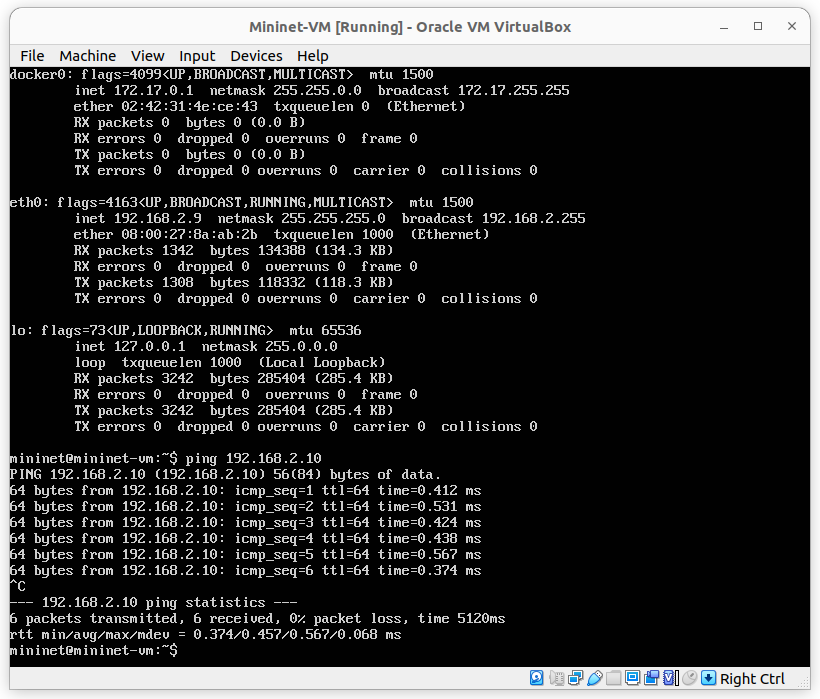 Mininet-VM [Running] - Oracle VM VirtualBox
File Machine View Input Devices Help
docker0: flags=4099<UP,BROADCAST,MULTICAST>  mtu 1500
        inet 172.17.0.1  netmask 255.255.0.0  broadcast 172.17.255.255
        ether 02:42:31:4e:ce:43  txqueuelen 0  (Ethernet)
        RX packets 0  bytes 0 (0.0 B)
        RX errors 0  dropped 0  overruns 0  frame 0
        TX packets 0  bytes 0 (0.0 B)
        TX errors 0  dropped 0 overruns 0  carrier 0  collisions 0
eth0: flags=4163<UP,BROADCAST,RUNNING,MULTICAST>  mtu 1500
        inet 192.168.2.9  netmask 255.255.255.0  broadcast 192.168.2.255
        ether 08:00:27:8a:ab:2b  txqueuelen 1000  (Ethernet)
        RX packets 1342  bytes 134388 (134.3 KB)
        RX errors 0  dropped 0  overruns 0  frame 0
        TX packets 1308  bytes 118332 (118.3 KB)
        TX errors 0  dropped 0 overruns 0  carrier 0  collisions 0
lo: flags=73<UP,LOOPBACK,RUNNING>  mtu 65536
        inet 127.0.0.1  netmask 255.0.0.0
        loop  txqueuelen 1000  (Local Loopback)
        RX packets 3242  bytes 285404 (285.4 KB)
        RX errors 0  dropped 0  overruns 0  frame 0
        TX packets 3242  bytes 285404 (285.4 KB)
        TX errors 0  dropped 0 overruns 0  carrier 0  collisions 0
mininet@mininet-vm:~$ ping 192.168.2.10
PING 192.168.2.10 (192.168.2.10) 56(84) bytes of data.
64 bytes from 192.168.2.10: icmp_seq=1 ttl=64 time=0.412 ms
64 bytes from 192.168.2.10: icmp_seq=2 ttl=64 time=0.531 ms
64 bytes from 192.168.2.10: icmp_seq=3 ttl=64 time=0.424 ms
64 bytes from 192.168.2.10: icmp_seq=4 ttl=64 time=0.438 ms
64 bytes from 192.168.2.10: icmp_seq=5 ttl=64 time=0.567 ms
64 bytes from 192.168.2.10: icmp_seq=6 ttl=64 time=0.374 ms
^C
--- 192.168.2.10 ping statistics ---
6 packets transmitted, 6 received, 0% packet loss, time 5120ms
rtt min/avg/max/mdev = 0.374/0.457/0.567/0.068 ms
mininet@mininet-vm:~$
Right Ctrl